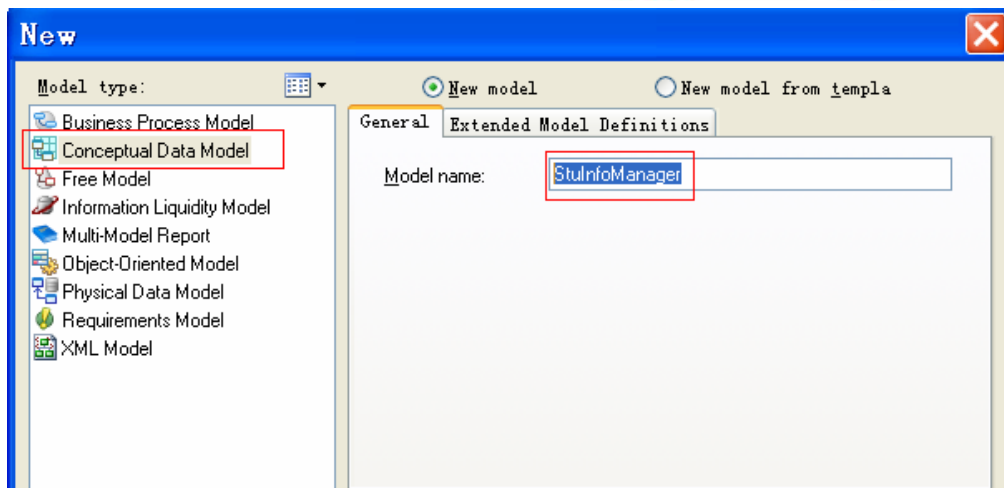 New
Model type:
New model
New model from templa
Business Process Model
Conceptual Data Model
Free Model
Information Liquidity Model
Multi-Model Report
Object-Oriented Model
Physical Data Model
Requirements Model
XML Model
General
Extended Model Definitions
Model name:
StuInfoManager